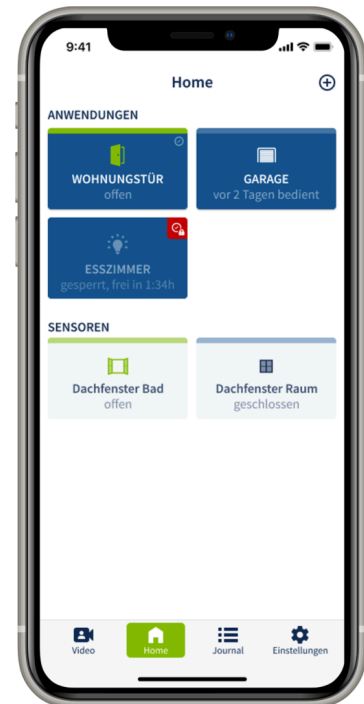 9:41
Home
ANWENDUNGEN
WOHNUNGSTÜR
offen
GARAGE
vor 2 Tagen bedient
ESSZIMMER
gesperrt, frei in 1:34h
SENSOREN
Dachfenster Bad
offen
Dachfenster Raum
geschlossen
Video
Home
Journal
Einstellungen